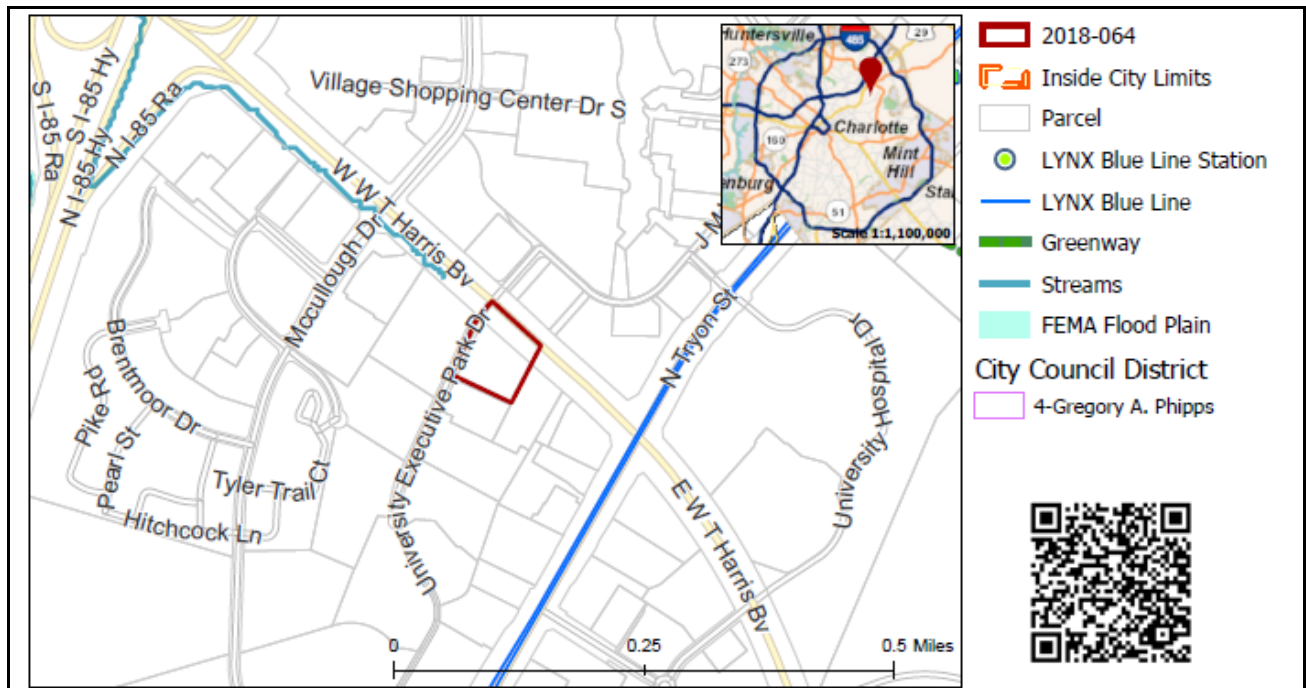 Village Shopping Center Dr S
S I-85 Ra
S I-85 Hy
N I-85 Hy
N I-85 Ra
W W T Harris Bv
Mccullough Dr
Brentmoor Dr
Pike Rd
Pearl St
Tyler Trail Ct
Hitchcock Ln
University Executive Park Dr
N Tryon St
University Hospital Dr
E W T Harris Bv
0 0.25 0.5 Miles
Huntersville
485
29
273
Charlotte
160
Mint
Hill
51
Scale 1:1,100,000
2018-064
Inside City Limits
Parcel
LYNX Blue Line Station
LYNX Blue Line
Greenway
Streams
FEMA Flood Plain
City Council District
4-Gregory A. Phipps